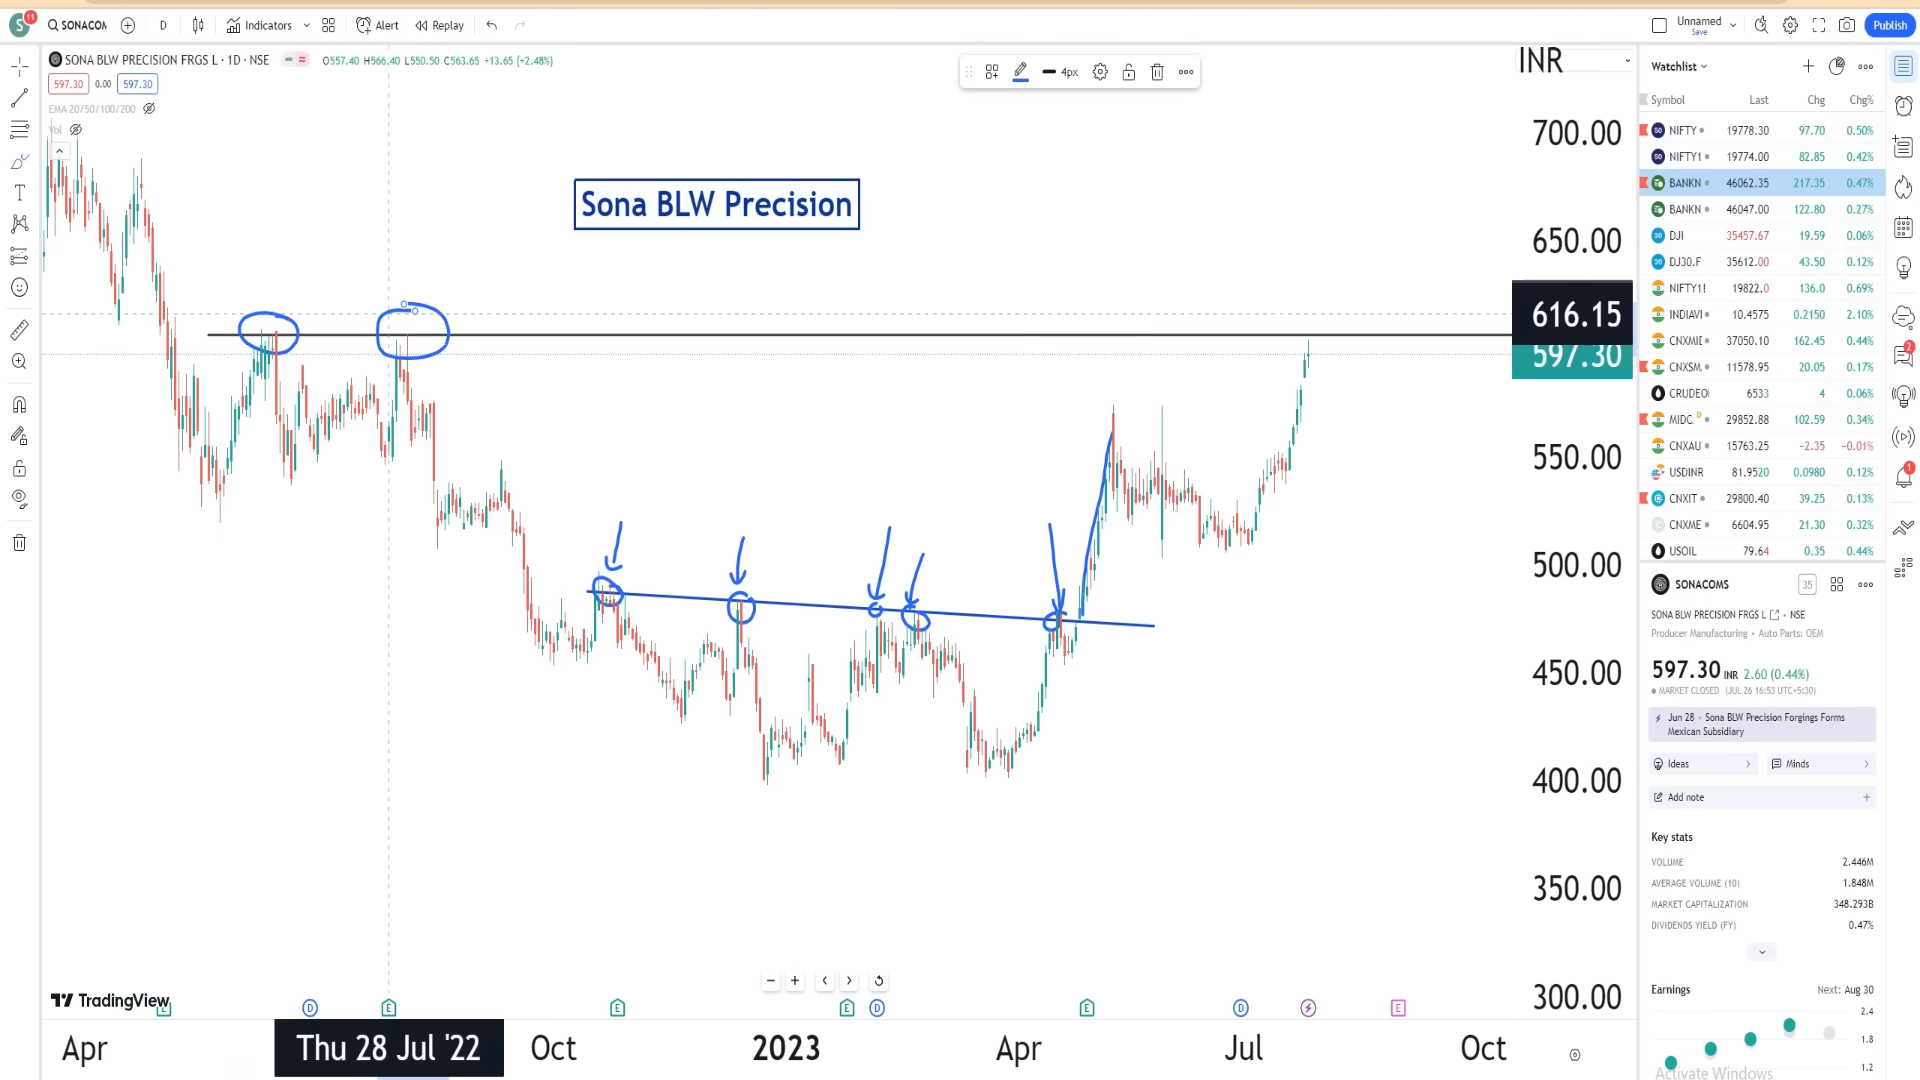 S 11 SONACOM D Indicators Alert Replay Unnamed Save Publish
SONA BLW PRECISION FRGS L · 1D · NSE O557.40 H566.40 L550.50 C563.65 +13.65 (+2.48%)
597.30 0.00 597.30
EMA 20/50/100/200
Vol
4px
INR
Sona BLW Precision
700.00
650.00
616.15
597.30
550.00
500.00
450.00
400.00
350.00
300.00
TradingView
D E E E D E D E
Apr Thu 28 Jul '22 Oct 2023 Apr Jul Oct
Watchlist
Symbol Last Chg Chg%
NIFTY 19778.30 97.70 0.50%
NIFTY1 19774.00 82.85 0.42%
BANKN 46062.35 217.35 0.47%
BANKN 46047.00 122.80 0.27%
DJI 35457.67 19.59 0.06%
DJ30.F 35612.00 43.50 0.12%
NIFTY1! 19822.0 136.0 0.69%
INDIAVI 10.4575 0.2150 2.10%
CNXMIE 37050.10 162.45 0.44%
CNXSM. 11578.95 20.05 0.17%
CRUDEO 6533 4 0.06%
MIDC. D 29852.88 102.59 0.34%
CNXAU 15763.25 −2.35 −0.01%
USDINR 81.9520 0.0980 0.12%
CNXIT 29800.40 39.25 0.13%
CNXME 6604.95 21.30 0.32%
USOIL 79.64 0.35 0.44%
SONACOMS 35
SONA BLW PRECISION FRGS L · NSE
Producer Manufacturing · Auto Parts: OEM
597.30 INR 2.60 (0.44%)
MARKET CLOSED (JUL 26 16:53 UTC+5:30)
Jun 28 · Sona BLW Precision Forgings Forms
Mexican Subsidiary
Ideas Minds
Add note
Key stats
VOLUME 2.446M
AVERAGE VOLUME (10) 1.848M
MARKET CAPITALIZATION 348.293B
DIVIDENDS YIELD (FY) 0.47%
Earnings Next: Aug 30
2.4
1.8
1.2
Activate Windows